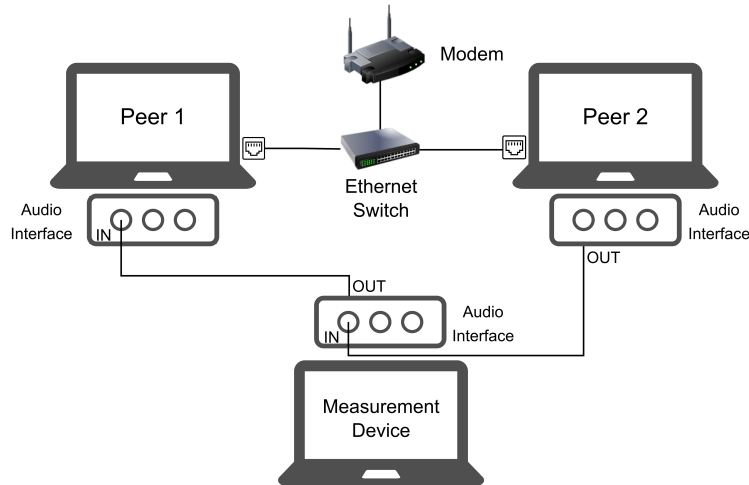 Modem
Peer 1
Peer 2
Ethernet
Switch
Audio
Interface
IN
Audio
Interface
OUT
OUT
IN
Audio
Interface
Measurement
Device